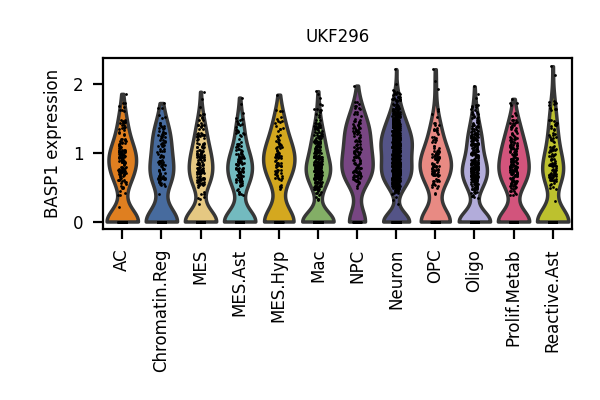 UKF296
BASP1 expression
2
1
0
AC
Chromatin.Reg
MES
MES.Ast
MES.Hyp
Mac
NPC
Neuron
OPC
Oligo
Prolif.Metab
Reactive.Ast